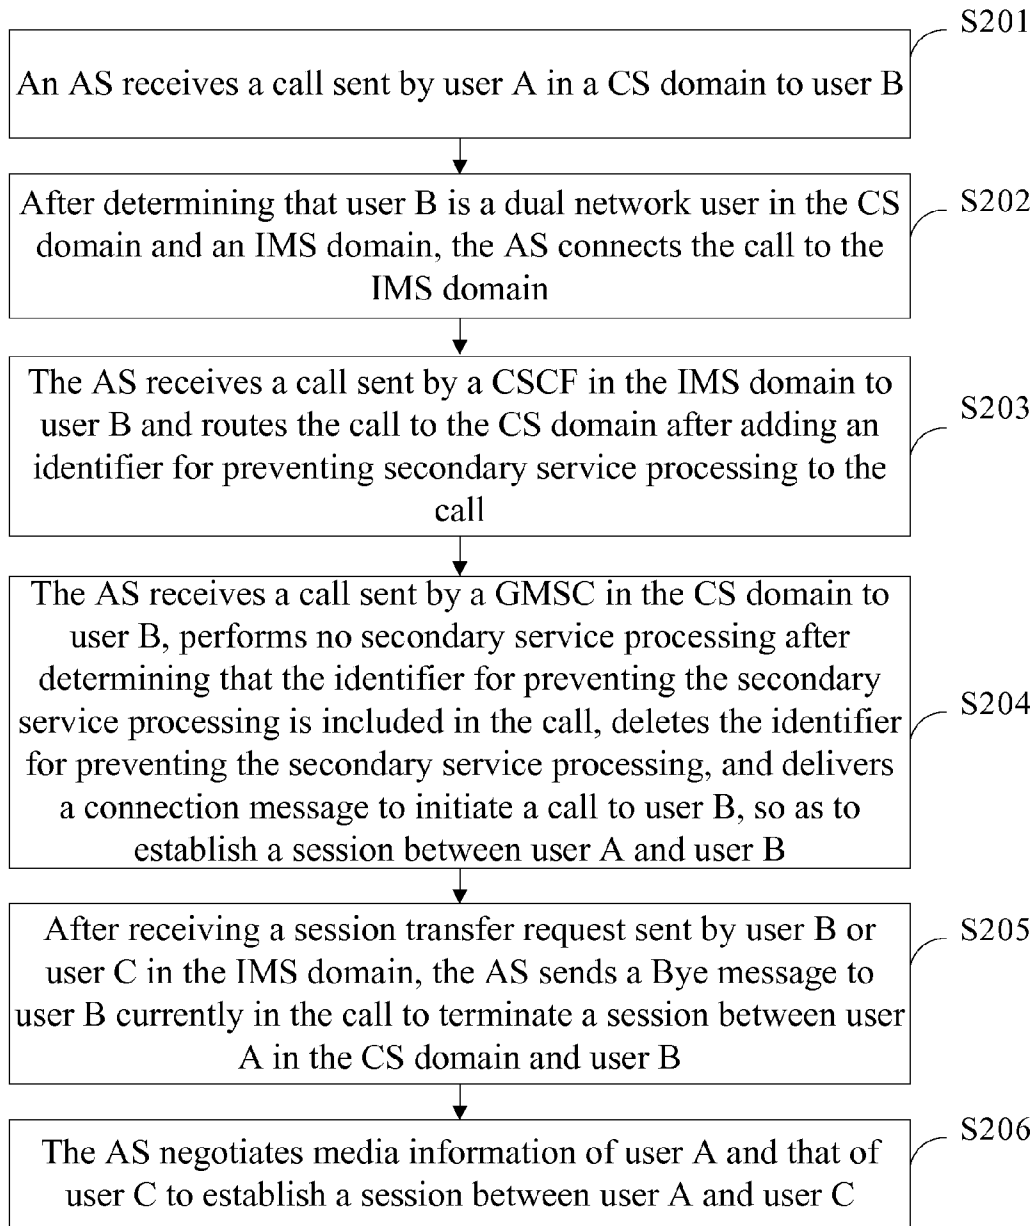 S201
An AS receives a call sent by user A in a CS domain to user B
S202
After determining that user B is a dual network user in the CS
domain and an IMS domain, the AS connects the call to the
IMS domain
S203
The AS receives a call sent by a CSCF in the IMS domain to
user B and routes the call to the CS domain after adding an
identifier for preventing secondary service processing to the
call
S204
The AS receives a call sent by a GMSC in the CS domain to
user B, performs no secondary service processing after
determining that the identifier for preventing the secondary
service processing is included in the call, deletes the identifier
for preventing the secondary service processing, and delivers
a connection message to initiate a call to user B, so as to
establish a session between user A and user B
S205
After receiving a session transfer request sent by user B or
user C in the IMS domain, the AS sends a Bye message to
user B currently in the call to terminate a session between user
A in the CS domain and user B
S206
The AS negotiates media information of user A and that of
user C to establish a session between user A and user C